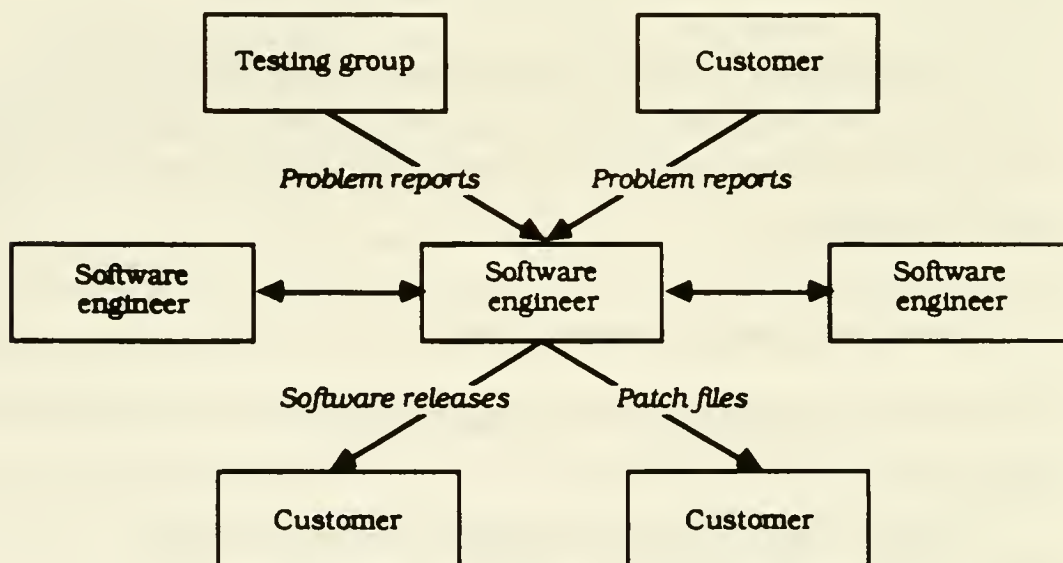 Testing group
Customer
Problem reports
Problem reports
Software
engineer
Software
engineer
Software
engineer
Software releases
Patch files
Customer
Customer